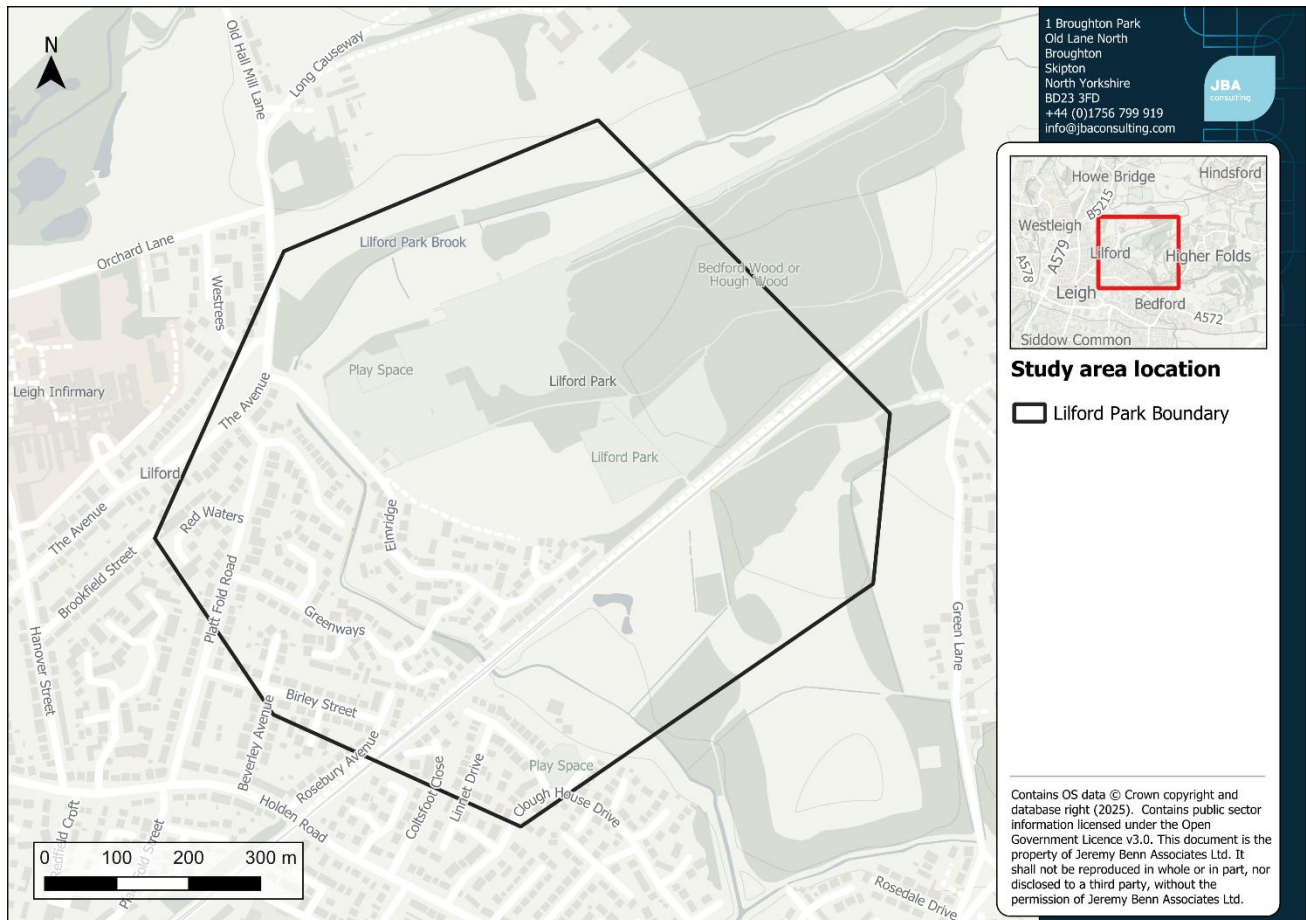 N
Old Hall Mill Lane
Long Causeway
Orchard Lane
Westrees
Lilford Park Brook
Bedford Wood or
Hough Wood
Leigh Infirmary
Play Space
Lilford Park
The Avenue
Lilford Park
Lilford
Red Waters
Elmridge
The Avenue
Brookfield Street
Platt Fold Road
Greenways
Green Lane
Hanover Street
Birley Street
Beverley Avenue
Rosebury Avenue
Play Space
Coltsfoot Close
Linnet Drive
Clough House Drive
Holden Road
Redfield Croft
Rosedale Drive
0 100 200 300 m
1 Broughton Park
Old Lane North
Broughton
Skipton
North Yorkshire
BD23 3FD
+44 (0)1756 799 919
info@jbaconsulting.com
JBA
consulting
Howe Bridge
Hindsford
B5215
Westleigh
A579
A578
Lilford
Higher Folds
Leigh
Bedford
A572
Siddow Common
Study area location
Lilford Park Boundary
Contains OS data © Crown copyright and
database right (2025). Contains public sector
information licensed under the Open
Government Licence v3.0. This document is the
property of Jeremy Benn Associates Ltd. It
shall not be reproduced in whole or in part, nor
disclosed to a third party, without the
permission of Jeremy Benn Associates Ltd.